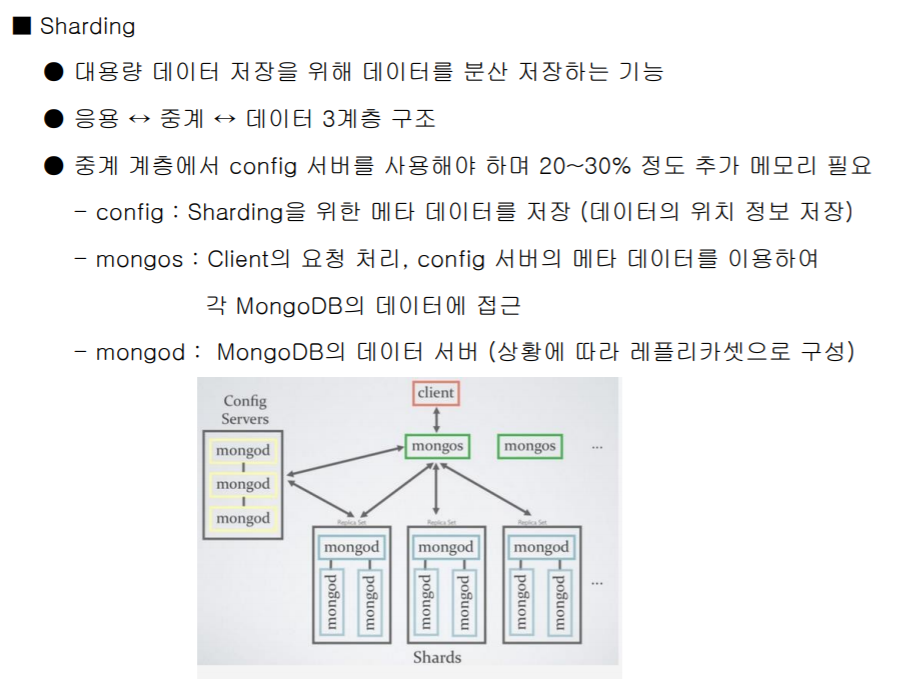 ■ Sharding
● 대용량 데이터 저장을 위해 데이터를 분산 저장하는 기능
● 응용 ↔ 중계 ↔ 데이터 3계층 구조
● 중계 계층에서 config 서버를 사용해야 하며 20~30% 정도 추가 메모리 필요
- config : Sharding을 위한 메타 데이터를 저장 (데이터의 위치 정보 저장)
- mongos : Client의 요청 처리, config 서버의 메타 데이터를 이용하여
각 MongoDB의 데이터에 접근
- mongod : MongoDB의 데이터 서버 (상황에 따라 레플리카셋으로 구성)
client
Config
Servers
mongos mongos ...
mongod
mongod
mongod
Replica Set Replica Set Replica Set
mongod mongod mongod
mongod mongod mongod mongod mongod mongod ...
Shards